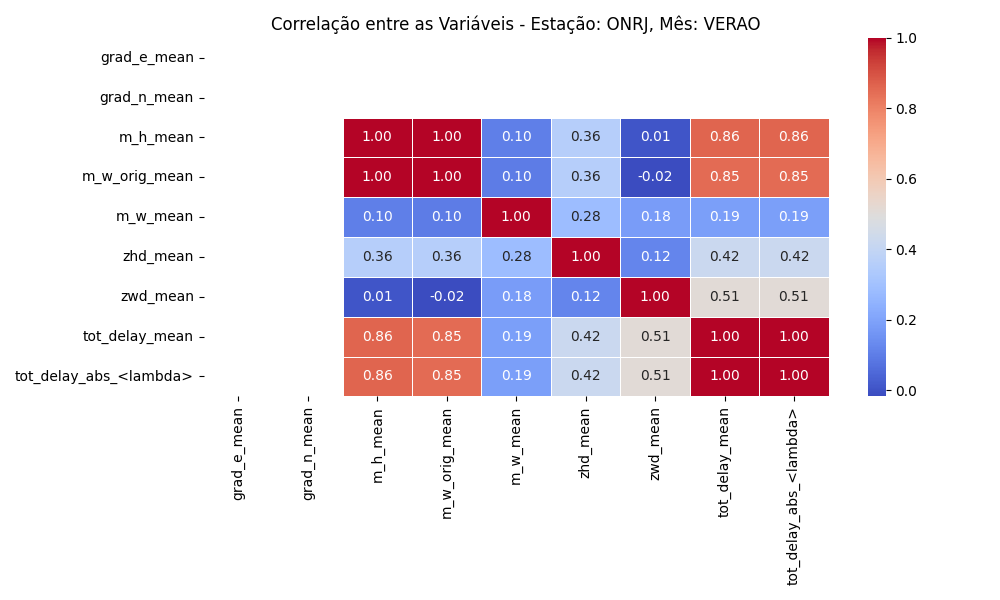 Correlação entre as Variáveis - Estação: ONRJ, Mês: VERAO
grad_e_mean
grad_n_mean
m_h_mean 1.00 1.00 0.10 0.36 0.01 0.86 0.86
m_w_orig_mean 1.00 1.00 0.10 0.36 -0.02 0.85 0.85
m_w_mean 0.10 0.10 1.00 0.28 0.18 0.19 0.19
zhd_mean 0.36 0.36 0.28 1.00 0.12 0.42 0.42
zwd_mean 0.01 -0.02 0.18 0.12 1.00 0.51 0.51
tot_delay_mean 0.86 0.85 0.19 0.42 0.51 1.00 1.00
tot_delay_abs_<lambda> 0.86 0.85 0.19 0.42 0.51 1.00 1.00
grad_e_mean
grad_n_mean
m_h_mean
m_w_orig_mean
m_w_mean
zhd_mean
zwd_mean
tot_delay_mean
tot_delay_abs_<lambda>
1.0
0.8
0.6
0.4
0.2
0.0